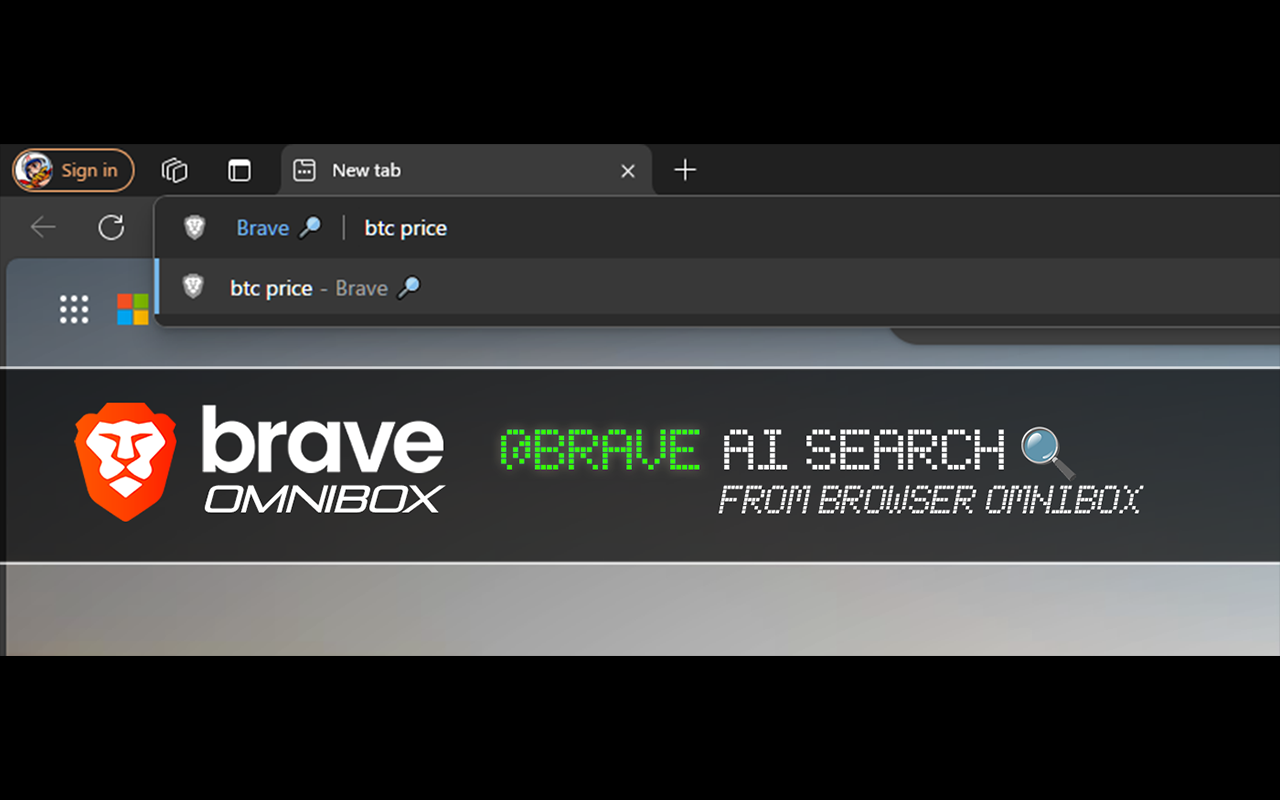 Sign in
New tab
Brave 🔎 | btc price
btc price - Brave 🔎
brave
OMNIBOX
@BRAVE AI SEARCH 🔍
FROM BROWSER OMNIBOX